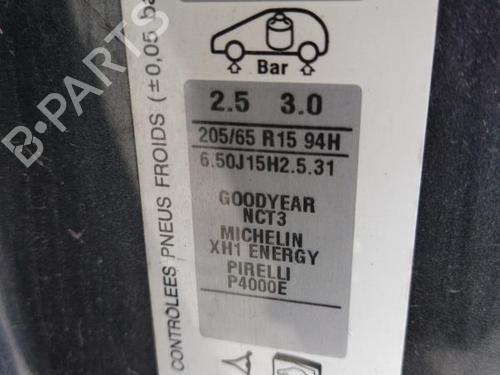 CONTROLEES PNEUS FROIDS (±0,05 ba
Bar
2.5 3.0
205/65 R15 94H
6.50J15H2.5.31
GOODYEAR
NCT3
MICHELIN
XH1 ENERGY
PIRELLI
P4000E
B-PARTS